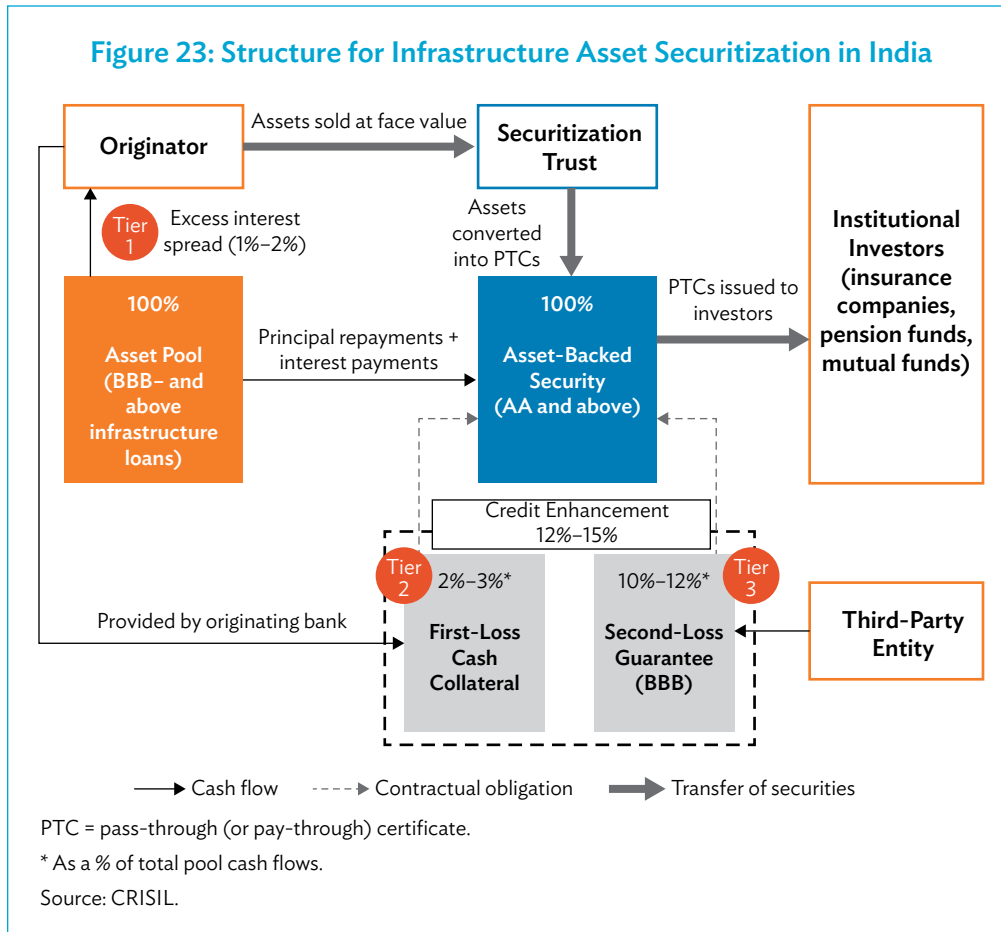 Figure 23: Structure for Infrastructure Asset Securitization in India
Originator
Assets sold at face value
Securitization
Trust
Tier
1
Excess interest
spread (1%–2%)
Assets
converted
into PTCs
Institutional
Investors
(insurance
companies,
pension funds,
mutual funds)
100%
Asset Pool
(BBB– and
above
infrastructure
loans)
Principal repayments +
interest payments
100%
Asset-Backed
Security
(AA and above)
PTCs issued to
investors
Credit Enhancement
12%–15%
Tier
2
2%–3%*
First-Loss
Cash
Collateral
10%–12%*
Second-Loss
Guarantee
(BBB)
Tier
3
Provided by originating bank
Third-Party
Entity
Cash flow
Contractual obligation
Transfer of securities
PTC = pass-through (or pay-through) certificate.
* As a % of total pool cash flows.
Source: CRISIL.